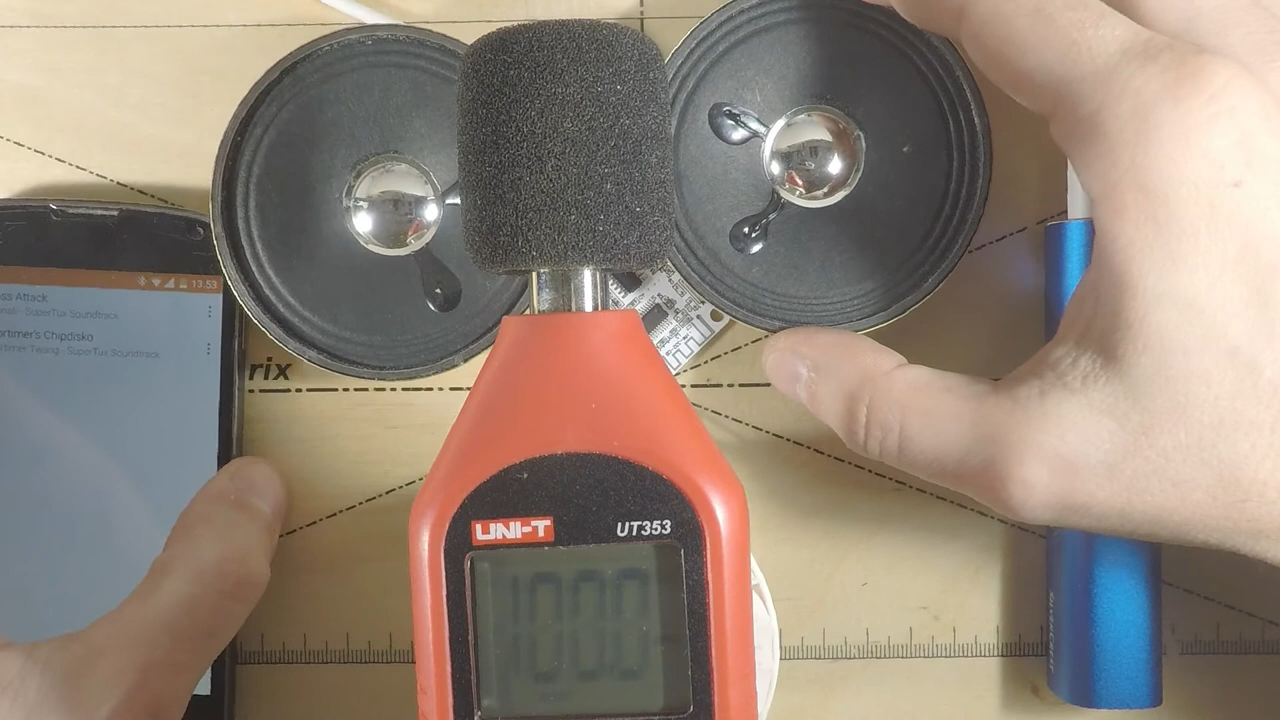 13.53
ss Attack
SuperTux Soundtrack
rtimer's Chipdisko
rtimer Twang - SuperTux Soundtrack
rix
UNI-T
UT353
100.0